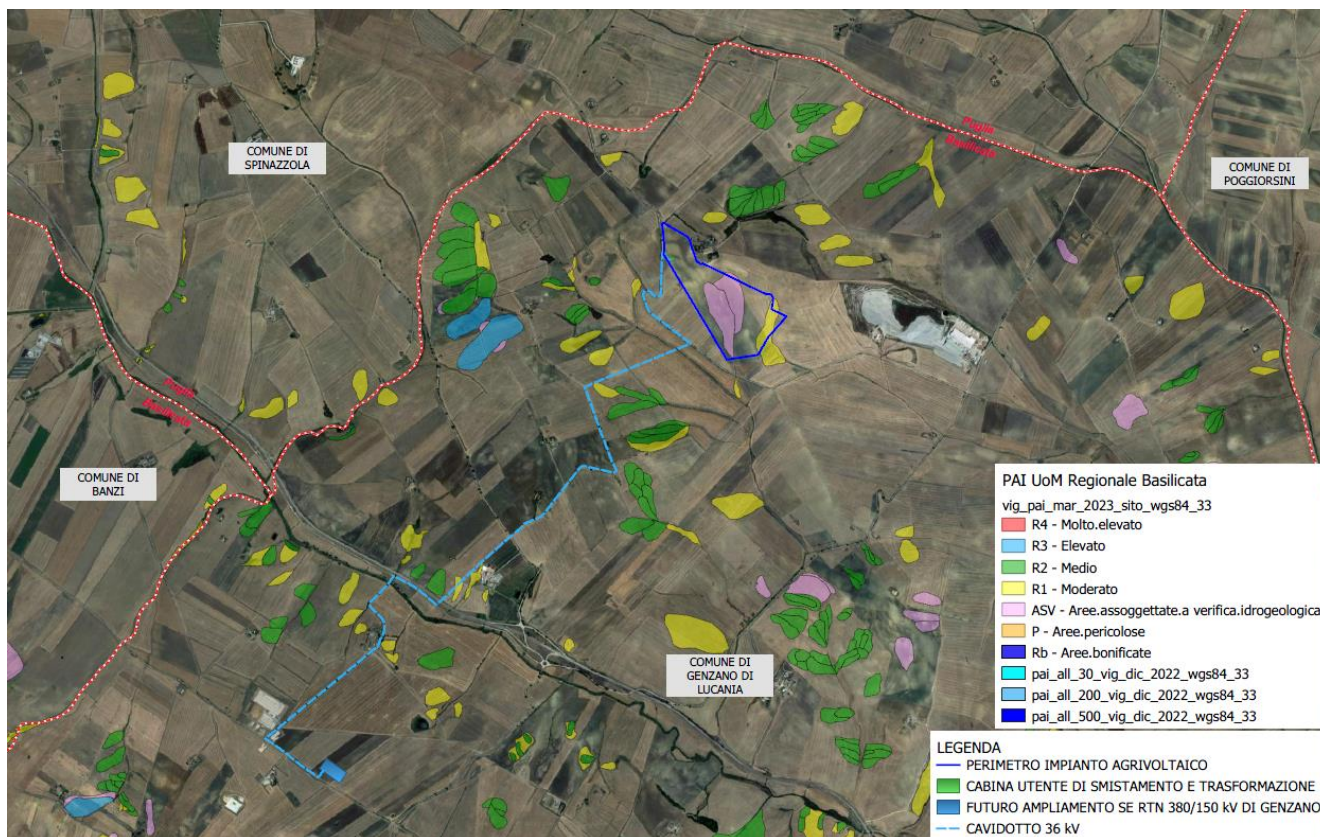 COMUNE DI
SPINAZZOLA
Puglia
Basilicata
COMUNE DI
POGGIORSINI
Puglia
Basilicata
COMUNE DI
BANZI
COMUNE DI
GENZANO DI
LUCANIA
PAI UoM Regionale Basilicata
vig_pai_mar_2023_sito_wgs84_33
R4 - Molto.elevato
R3 - Elevato
R2 - Medio
R1 - Moderato
ASV - Aree.assoggettate.a verifica.idrogeologica
P - Aree.pericolose
Rb - Aree.bonificate
pai_all_30_vig_dic_2022_wgs84_33
pai_all_200_vig_dic_2022_wgs84_33
pai_all_500_vig_dic_2022_wgs84_33
LEGENDA
PERIMETRO IMPIANTO AGRIVOLTAICO
CABINA UTENTE DI SMISTAMENTO E TRASFORMAZIONE
FUTURO AMPLIAMENTO SE RTN 380/150 kV DI GENZANO
CAVIDOTTO 36 kV